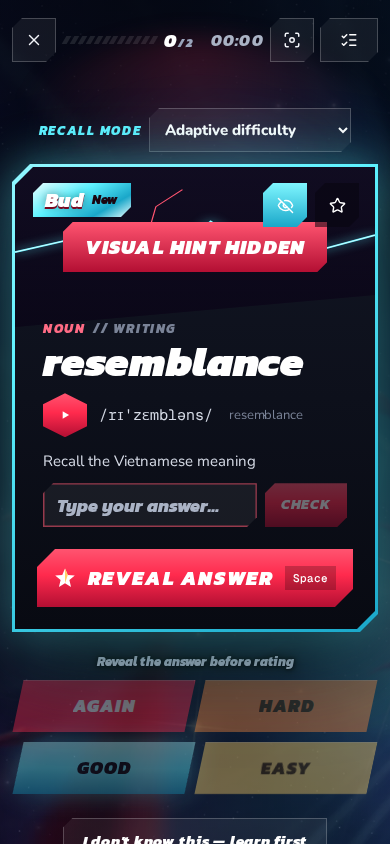 0/2 00:00
RECALL MODE Adaptive difficulty
Bud New
VISUAL HINT HIDDEN
NOUN // WRITING
resemblance
/rɪˈzɛmbləns/ resemblance
Recall the Vietnamese meaning
Type your answer... CHECK
REVEAL ANSWER Space
Reveal the answer before rating
AGAIN HARD
GOOD EASY
I don't know this — learn first